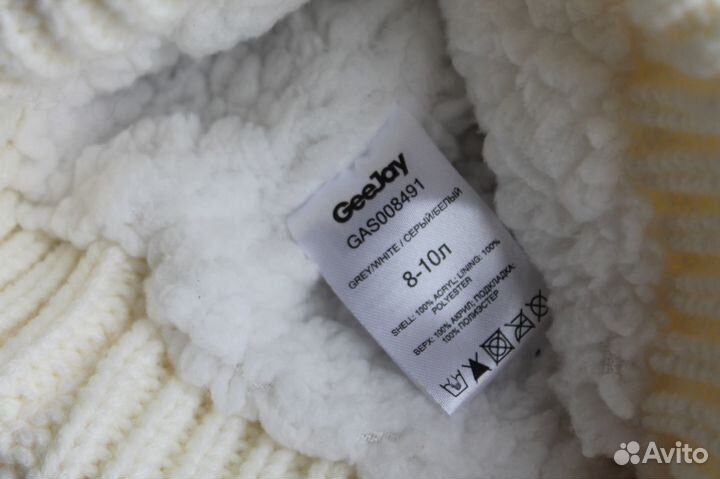 GeeJay
GAS008491
GREY/WHITE / СЕРЫЙ/БЕЛЫЙ
8-10л
SHELL: 100% ACRYL; LINING: 100%
POLYESTER
ВЕРХ: 100% АКРИЛ, ПОДКЛАДКА:
100% ПОЛИЭСТЕР
Avito